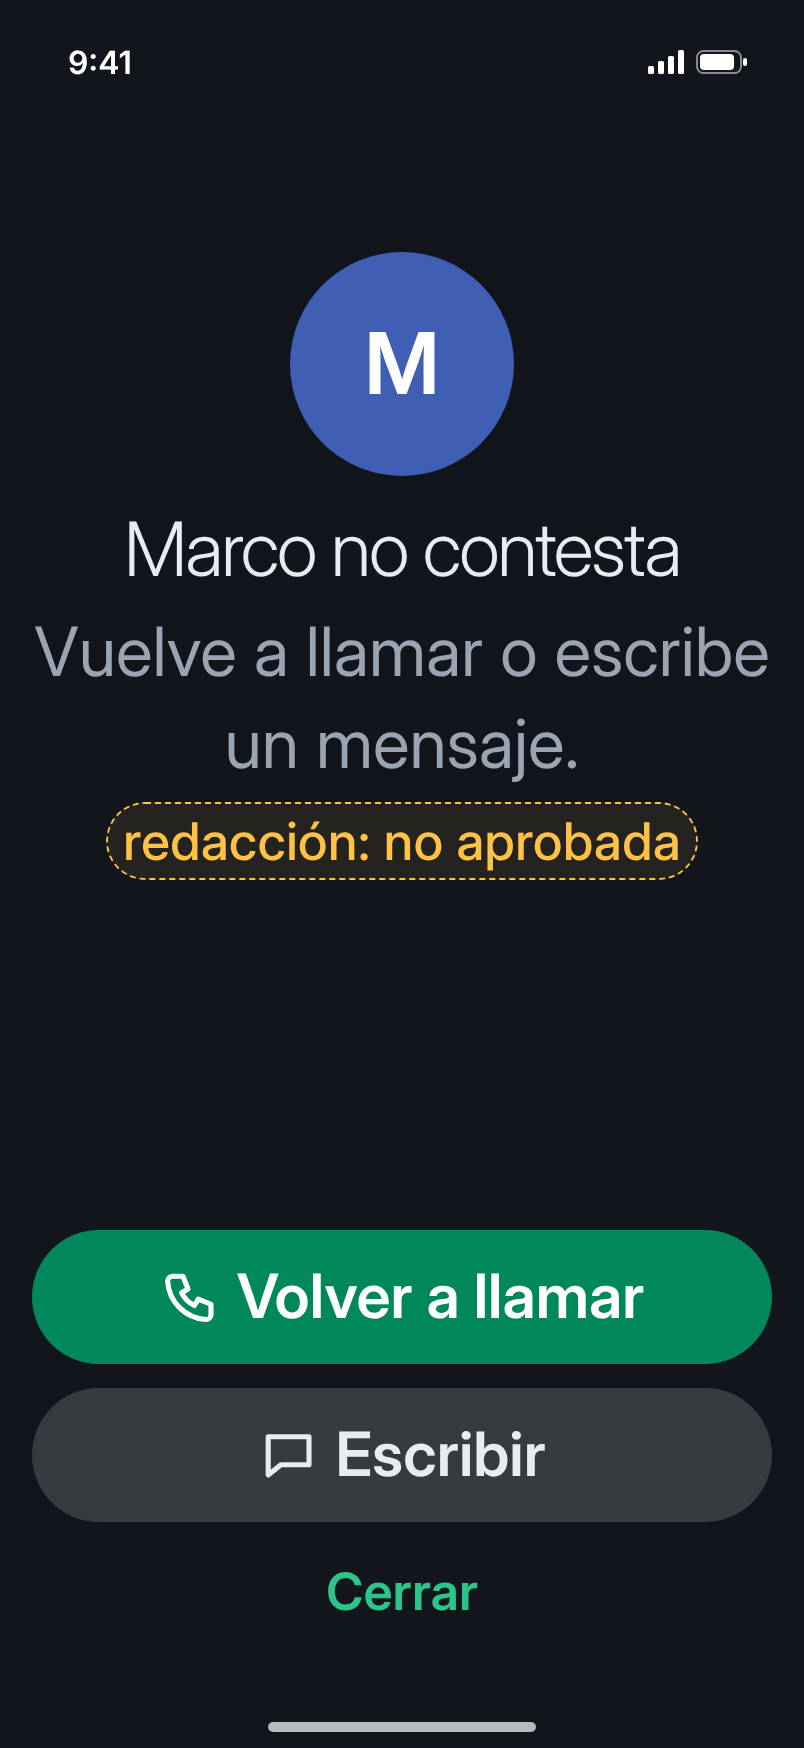 9:41
M
Marco no contesta
Vuelve a llamar o escribe
un mensaje.
redacción: no aprobada
Volver a llamar
Escribir
Cerrar